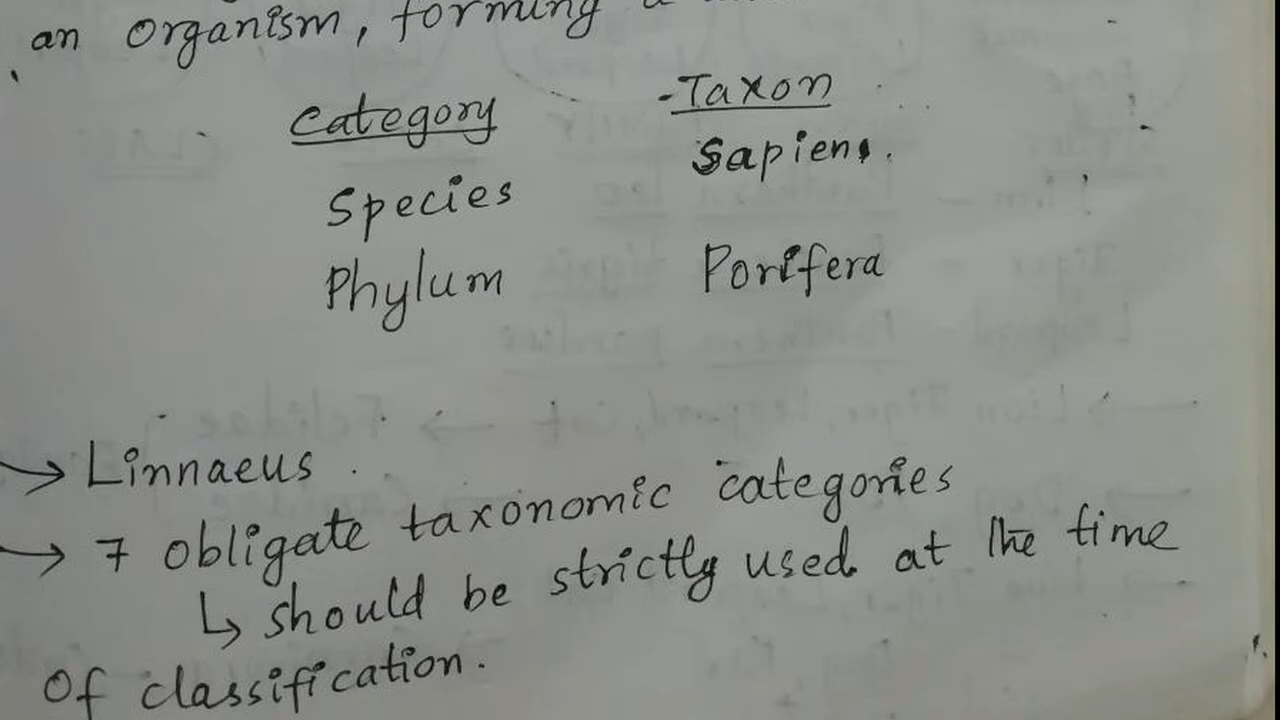 an organism, forming a
Category Taxon
Species Sapiens.
Phylum Porifera
→ Linnaeus.
→ 7 obligate taxonomic categories
↳ should be strictly used at the time
Of classification.